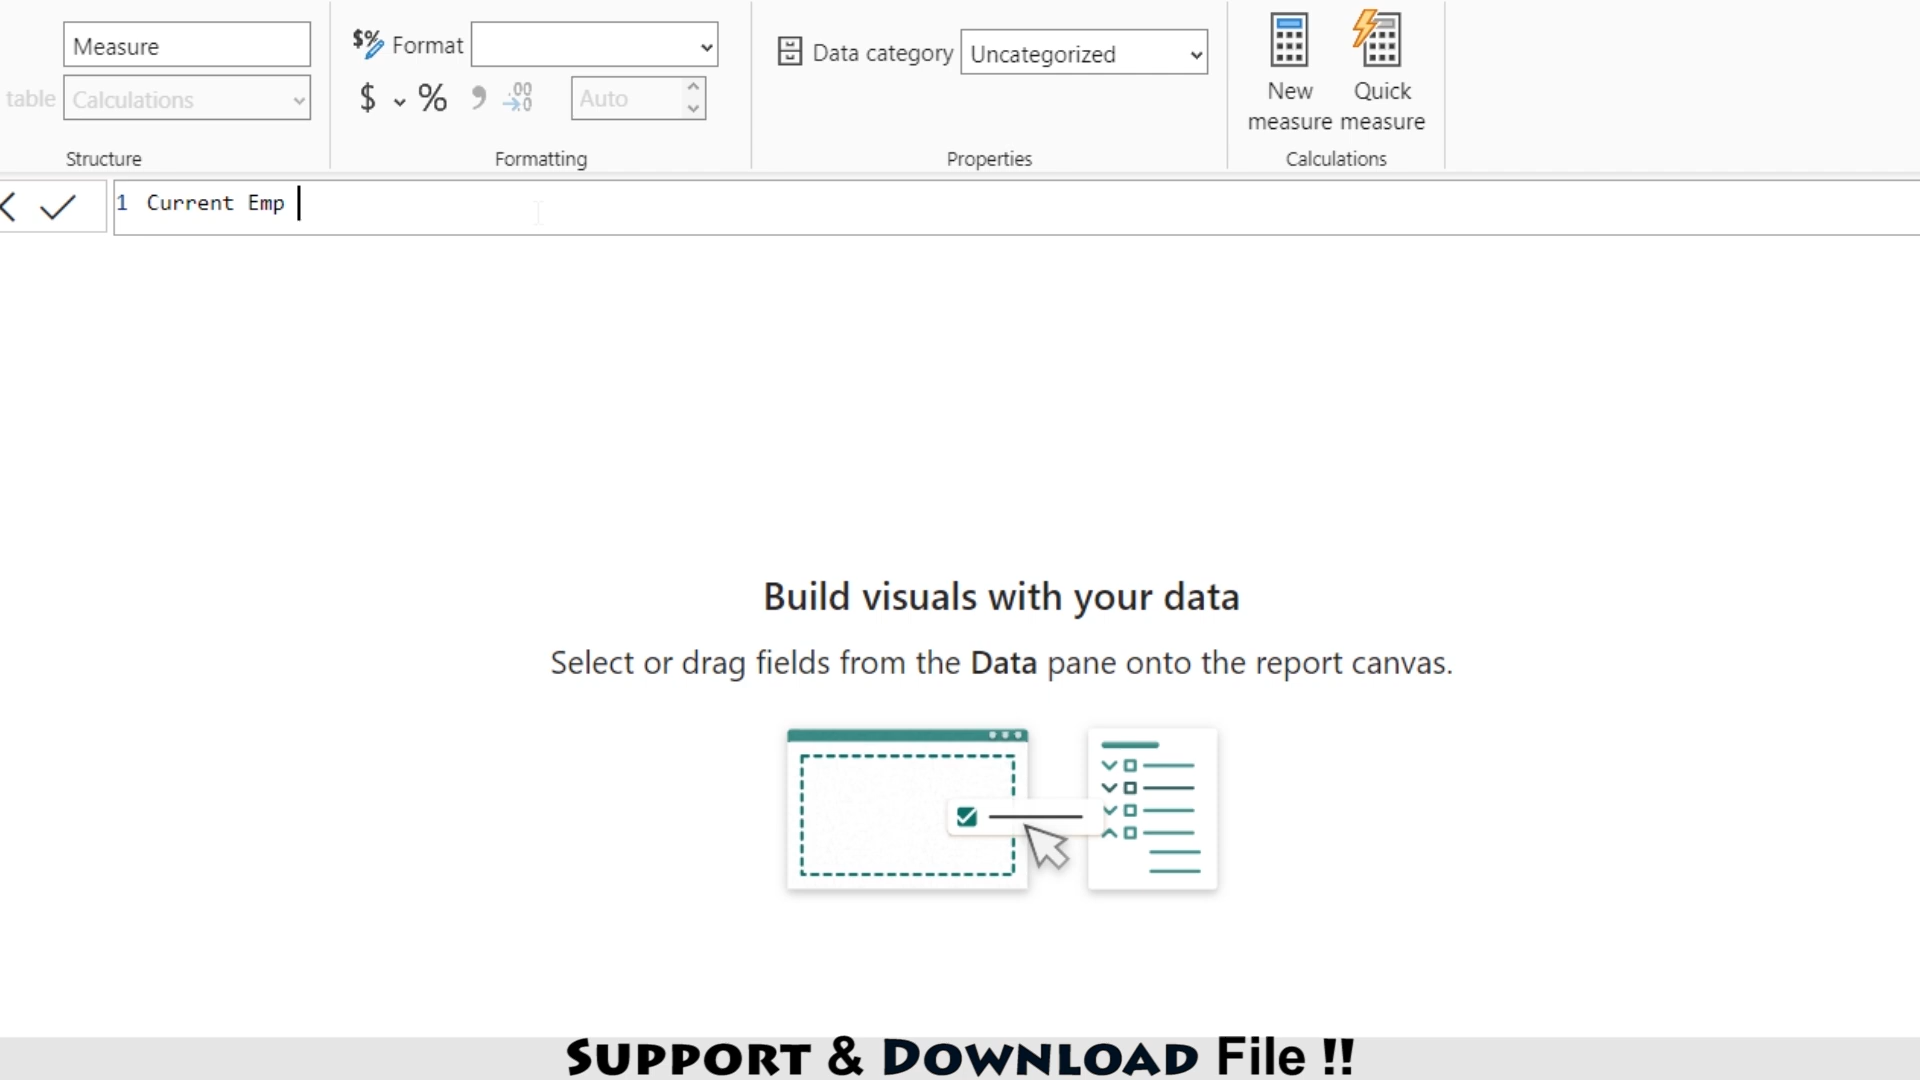 Measure
Format
Data category Uncategorized
table Calculations
$ % .00 0 Auto
New measure
Quick measure
Structure
Formatting
Properties
Calculations
1 Current Emp
Build visuals with your data
Select or drag fields from the Data pane onto the report canvas.
SUPPORT & DOWNLOAD File !!